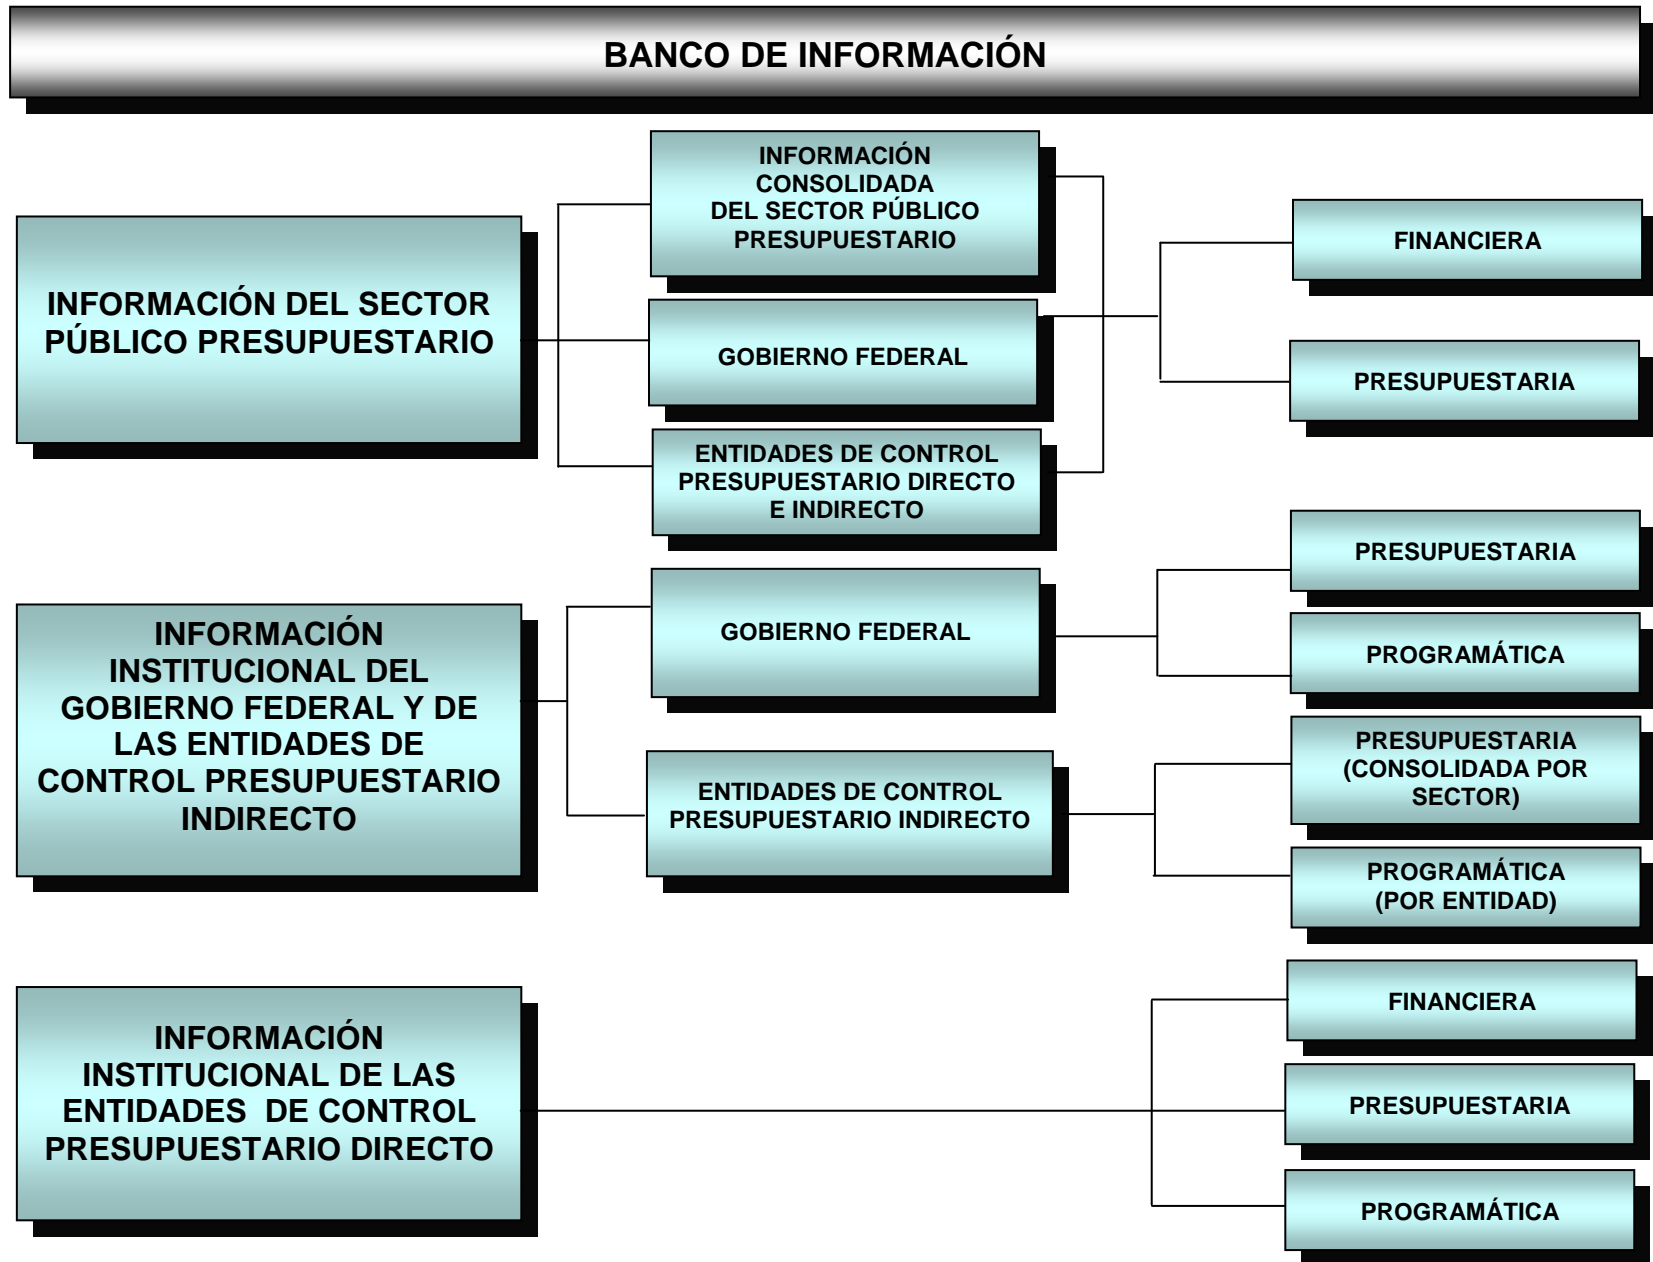 BANCO DE INFORMACIÓN
INFORMACIÓN DEL SECTOR
PÚBLICO PRESUPUESTARIO
INFORMACIÓN
CONSOLIDADA
DEL SECTOR PÚBLICO
PRESUPUESTARIO
GOBIERNO FEDERAL
ENTIDADES DE CONTROL
PRESUPUESTARIO DIRECTO
E INDIRECTO
FINANCIERA
PRESUPUESTARIA
INFORMACIÓN
INSTITUCIONAL DEL
GOBIERNO FEDERAL Y DE
LAS ENTIDADES DE
CONTROL PRESUPUESTARIO
INDIRECTO
GOBIERNO FEDERAL
PRESUPUESTARIA
PROGRAMÁTICA
ENTIDADES DE CONTROL
PRESUPUESTARIO INDIRECTO
PRESUPUESTARIA
(CONSOLIDADA POR
SECTOR)
PROGRAMÁTICA
(POR ENTIDAD)
INFORMACIÓN
INSTITUCIONAL DE LAS
ENTIDADES DE CONTROL
PRESUPUESTARIO DIRECTO
FINANCIERA
PRESUPUESTARIA
PROGRAMÁTICA